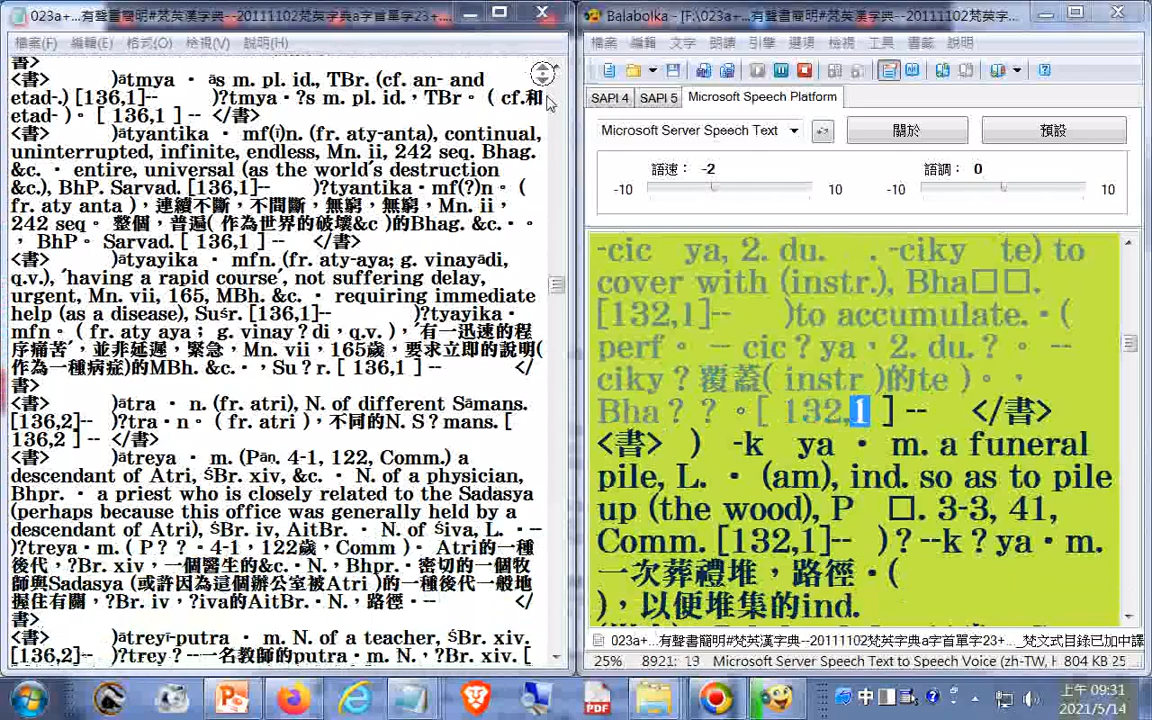 023a+...有聲書簡明#梵英漢字典--20111102梵英字典a字首單字23+...
檔案(F) 編輯(E) 格式(O) 檢視(V) 說明(H)
書>
<書> )ātmya · ās m. pl. id., TBr. (cf. an- and
etad-.) [136,1]-- )?tmya·?s m. pl. id.，TBr。( cf.和
etad- )。[ 136,1 ] -- </書>
<書> )ātyantika · mf(ī)n. (fr. aty-anta), continual,
uninterrupted, infinite, endless, Mn. ii, 242 seq. Bhag.
&c. · entire, universal (as the world's destruction
&c.), BhP. Sarvad. [136,1]-- )?tyantika·mf(?)n。(
fr. aty anta )，連續不斷，不間斷，無窮，無窮，Mn. ii，
242 seq。 整個，普遍( 作為世界的破壞&c )的Bhag. &c.·。
，BhP。Sarvad. [ 136,1 ] -- </書>
<書> )ātyayika · mfn. (fr. aty-aya; g. vinayādi,
q.v.), 'having a rapid course', not suffering delay,
urgent, Mn. vii, 165, MBh. &c. · requiring immediate
help (as a disease), Suśr. [136,1]-- )?tyayika·
mfn。( fr. aty aya； g. vinay？di，q.v.)，'有一迅速的程
序痛苦'，並非延遲，緊急，Mn. vii，165歲，要求立即的說明(
作為一種病症)的MBh. &c.·，Su？r. [ 136,1 ] -- </
書>
<書> )ātra · n. (fr. atri), N. of different Sāmans.
[136,2]-- )?tra·n。( fr. atri )，不同的N. S？mans. [
136,2 ] -- </書>
<書> )ātreya · m. (Pāṇ. 4-1, 122, Comm.) a
descendant of Atri, ŚBr. xiv, &c. · N. of a physician,
Bhpr. · a priest who is closely related to the Sadasya
(perhaps because this office was generally held by a
descendant of Atri), ŚBr. iv, AitBr. · N. of Śiva, L. · --
)?treya·m. ( P？？。4-1，122歲，Comm )。 Atri的一種
後代，?Br. xiv，一個醫生的&c.·N.，Bhpr.·密切的一個牧
師與Sadasya (或許因為這個辦公室被Atri )的一種後代一般地
握住有關，?Br. iv，?iva的AitBr.·N.，路徑·-- </
書>
<書> )ātreyī-putra · m. N. of a teacher, ŚBr. xiv.
[136,2]-- )?trey？--一名教師的putra·m. N.，?Br. xiv. [
Balabolka - [F:\023a+...有聲書簡明#梵英漢字典--20111102梵英字...
檔案 編輯 文字 朗讀 引擎 選項 檢視 工具 書籤 說明
SAPI 4 SAPI 5 Microsoft Speech Platform
Microsoft Server Speech Text 關於 預設
語速： -2 語調： 0
-10 10 -10 10
-cic ya, 2. du. . -ciky te) to
cover with (instr.), Bha□□.
[132,1]-- )to accumulate.·(
perf。 -- cic？ya，2. du.？。 --
ciky？覆蓋( instr )的te )。，
Bha？？。[ 132,1 ] -- </書>
<書> ) -k ya · m. a funeral
pile, L. · (am), ind. so as to pile
up (the wood), P □. 3-3, 41,
Comm. [132,1]-- )？--k？ya·m.
一次葬禮堆，路徑·(
)，以便堆集的ind.
023a+...有聲書簡明#梵英漢字典--20111102梵英字典a字首單字23+..._梵文式目錄已加中譯
25% 8921: 13 Microsoft Server Speech Text to Speech Voice (zh-TW, H 804 KB 25
中
上午 09:31
2021/5/14